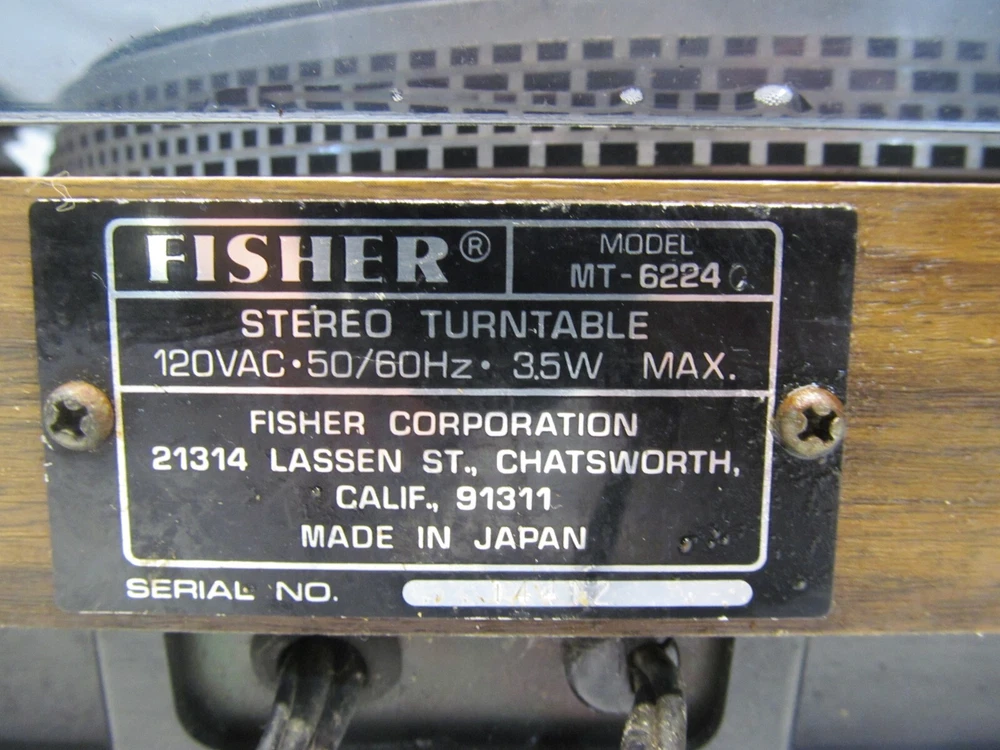 FISHER®
MODEL
MT-6224
STEREO TURNTABLE
120VAC·50/60Hz· 3.5W MAX.
FISHER CORPORATION
21314 LASSEN ST., CHATSWORTH,
CALIF., 91311
MADE IN JAPAN
SERIAL NO.